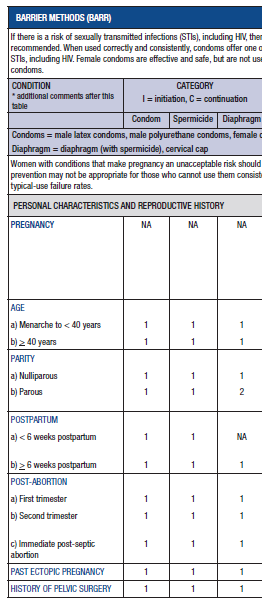 BARRIER METHODS (BARR)
If there is a risk of sexually transmitted infections (STIs), including HIV, ther
recommended. When used correctly and consistently, condoms offer one o
STIs, including HIV. Female condoms are effective and safe, but are not use
condoms.
CONDITION
* additional comments after this
table
CATEGORY
I = initiation, C = continuation
Condom Spermicide Diaphragm
Condoms = male latex condoms, male polyurethane condoms, female c
Diaphragm = diaphragm (with spermicide), cervical cap
Women with conditions that make pregnancy an unacceptable risk should
prevention may not be appropriate for those who cannot use them consist
typical-use failure rates.
PERSONAL CHARACTERISTICS AND REPRODUCTIVE HISTORY
PREGNANCY NA NA NA
AGE
a) Menarche to < 40 years 1 1 1
b) ≥ 40 years 1 1 1
PARITY
a) Nulliparous 1 1 1
b) Parous 1 1 2
POSTPARTUM
a) < 6 weeks postpartum 1 1 NA
b) ≥ 6 weeks postpartum 1 1 1
POST-ABORTION
a) First trimester 1 1 1
b) Second trimester 1 1 1
c) Immediate post-septic 1 1 1
abortion
PAST ECTOPIC PREGNANCY 1 1 1
HISTORY OF PELVIC SURGERY 1 1 1